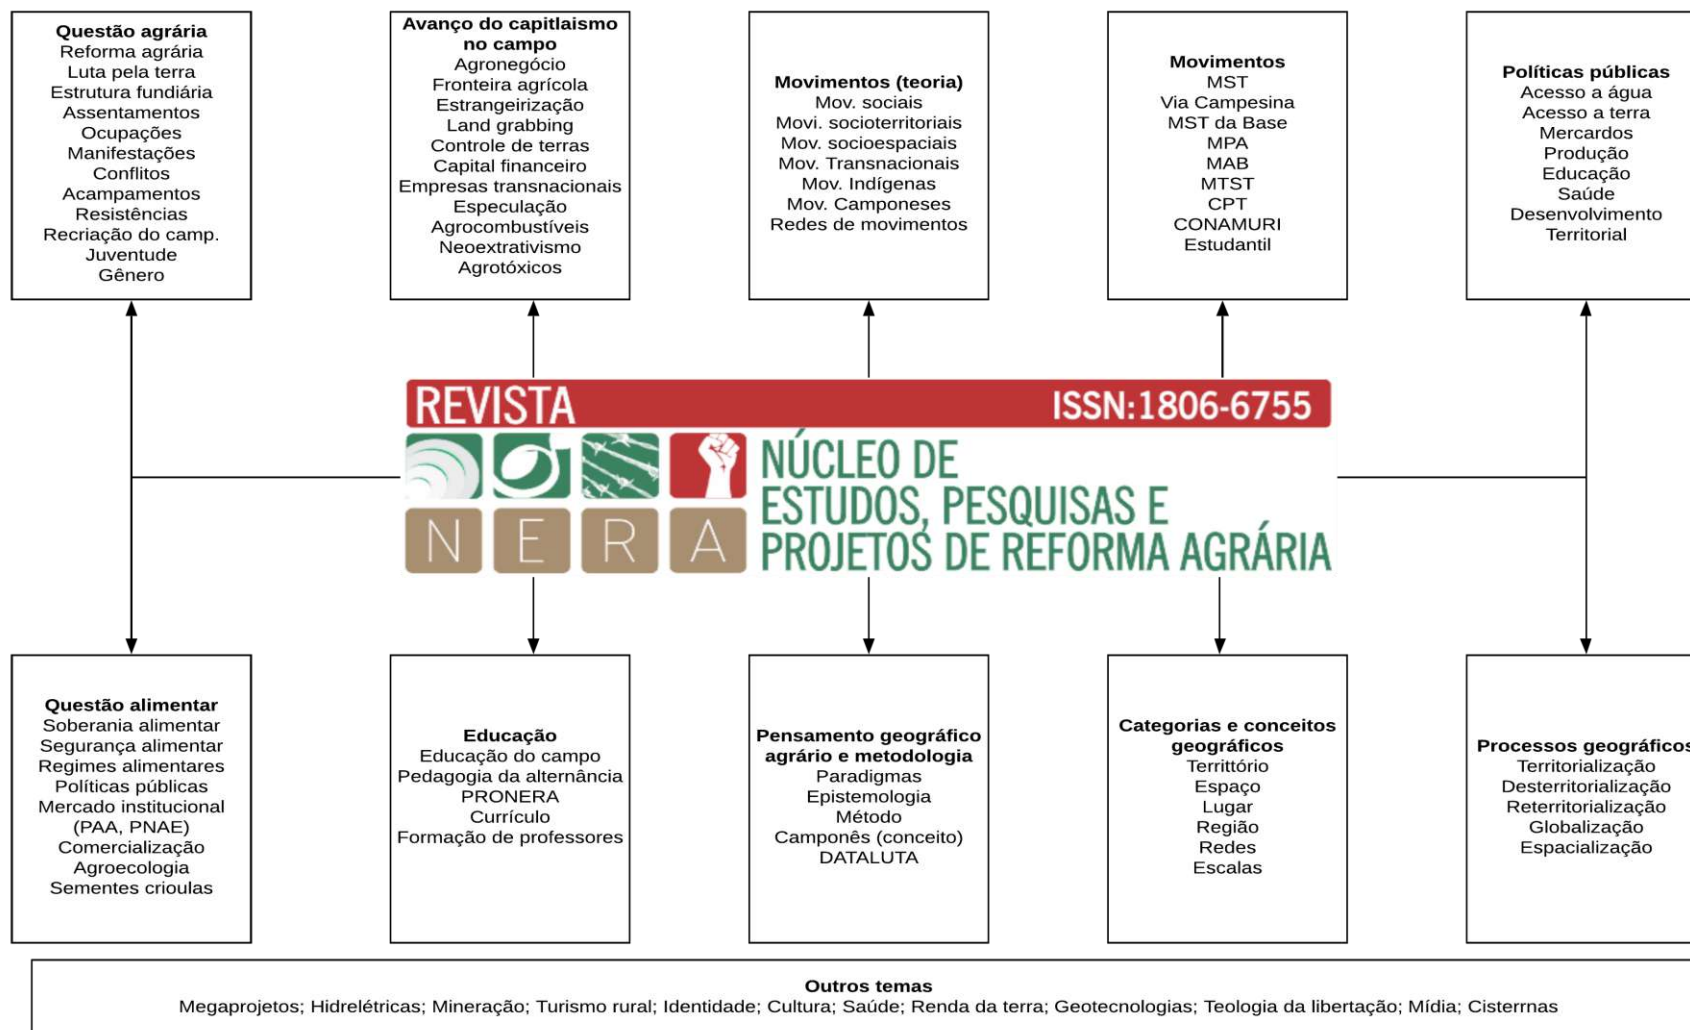 Questão agrária
Reforma agrária
Luta pela terra
Estrutura fundiária
Assentamentos
Ocupações
Manifestações
Conflitos
Acampamentos
Resistências
Recriação do camp.
Juventude
Gênero
Avanço do capitlaismo
no campo
Agronegócio
Fronteira agrícola
Estrangeirização
Land grabbing
Controle de terras
Capital financeiro
Empresas transnacionais
Especulação
Agrocombustíveis
Neoextrativismo
Agrotóxicos
Movimentos (teoria)
Mov. sociais
Movi. socioterritoriais
Mov. socioespaciais
Mov. Transnacionais
Mov. Indígenas
Mov. Camponeses
Redes de movimentos
Movimentos
MST
Via Campesina
MST da Base
MPA
MAB
MTST
CPT
CONAMURI
Estudantil
Políticas públicas
Acesso a água
Acesso a terra
Mercardos
Produção
Educação
Saúde
Desenvolvimento
Territorial
REVISTA ISSN:1806-6755
NÚCLEO DE
ESTUDOS, PESQUISAS E
PROJETOS DE REFORMA AGRÁRIA
NERA
Questão alimentar
Soberania alimentar
Segurança alimentar
Regimes alimentares
Políticas públicas
Mercado institucional
(PAA, PNAE)
Comercialização
Agroecologia
Sementes crioulas
Educação
Educação do campo
Pedagogia da alternância
PRONERA
Currículo
Formação de professores
Pensamento geográfico
agrário e metodologia
Paradigmas
Epistemologia
Método
Camponês (conceito)
DATALUTA
Categorias e conceitos
geográficos
Territtório
Espaço
Lugar
Região
Redes
Escalas
Processos geográficos
Territorialização
Desterritorialização
Reterritorialização
Globalização
Espacialização
Outros temas
Megaprojetos; Hidrelétricas; Mineração; Turismo rural; Identidade; Cultura; Saúde; Renda da terra; Geotecnologias; Teologia da libertação; Mídia; Cisterrnas